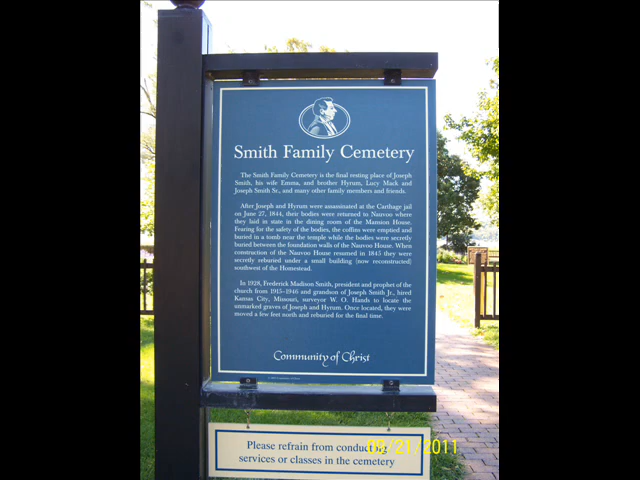 Smith Family Cemetery
The Smith Family Cemetery is the final resting place of Joseph
Smith, his wife Emma, and brother Hyrum, Lucy Mack and
Joseph Smith Sr., and many other family members and friends.
After Joseph and Hyrum were assassinated at the Carthage jail
on June 27, 1844, their bodies were returned to Nauvoo where
they laid in state in the dining room of the Mansion House.
Fearing for the safety of the bodies, the coffins were emptied and
buried in a tomb near the temple while the bodies were secretly
buried between the foundation walls of the Nauvoo House. When
construction of the Nauvoo House resumed in 1845 they were
secretly reburied under a small building (now reconstructed)
southwest of the Homestead.
In 1928, Frederick Madison Smith, president and prophet of the
church from 1915-1946 and grandson of Joseph Smith Jr., hired
Kansas City, Missouri, surveyor W. O. Hands to locate the
unmarked graves of Joseph and Hyrum. Once located, they were
moved a few feet north and reburied for the final time.
Community of Christ
Please refrain from conducting
services or classes in the cemetery
09/21/2011